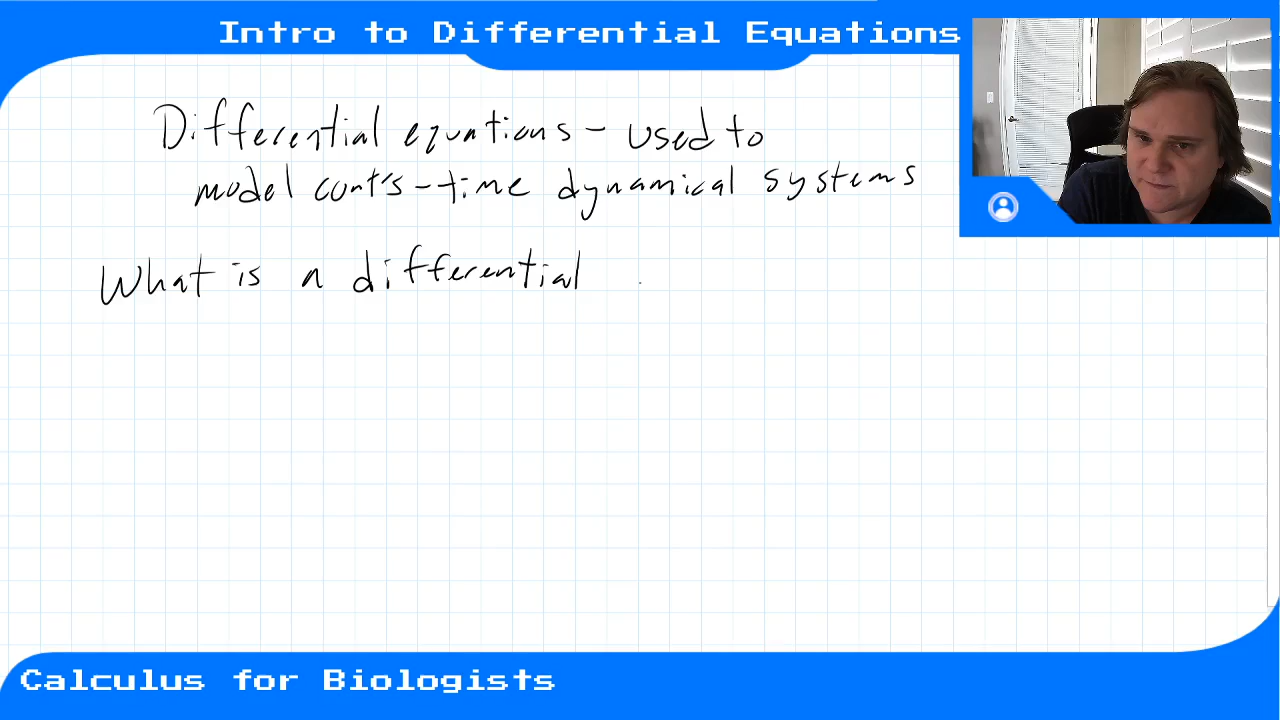 Intro to Differential Equations
Differential equations - used to
model cont's-time dynamical systems
What is a differential
Calculus for Biologists